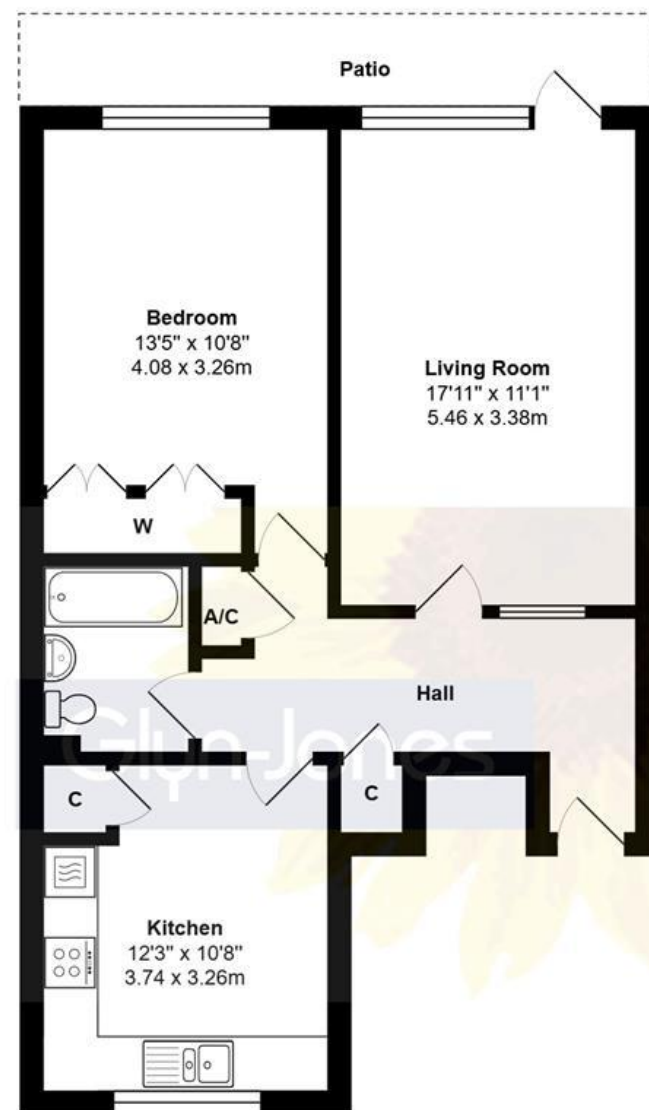 Patio
Bedroom
13'5" x 10'8"
4.08 x 3.26m
Living Room
17'11" x 11'1"
5.46 x 3.38m
W
A/C
Hall
Glyn-Jones
C
C
Kitchen
12'3" x 10'8"
3.74 x 3.26m